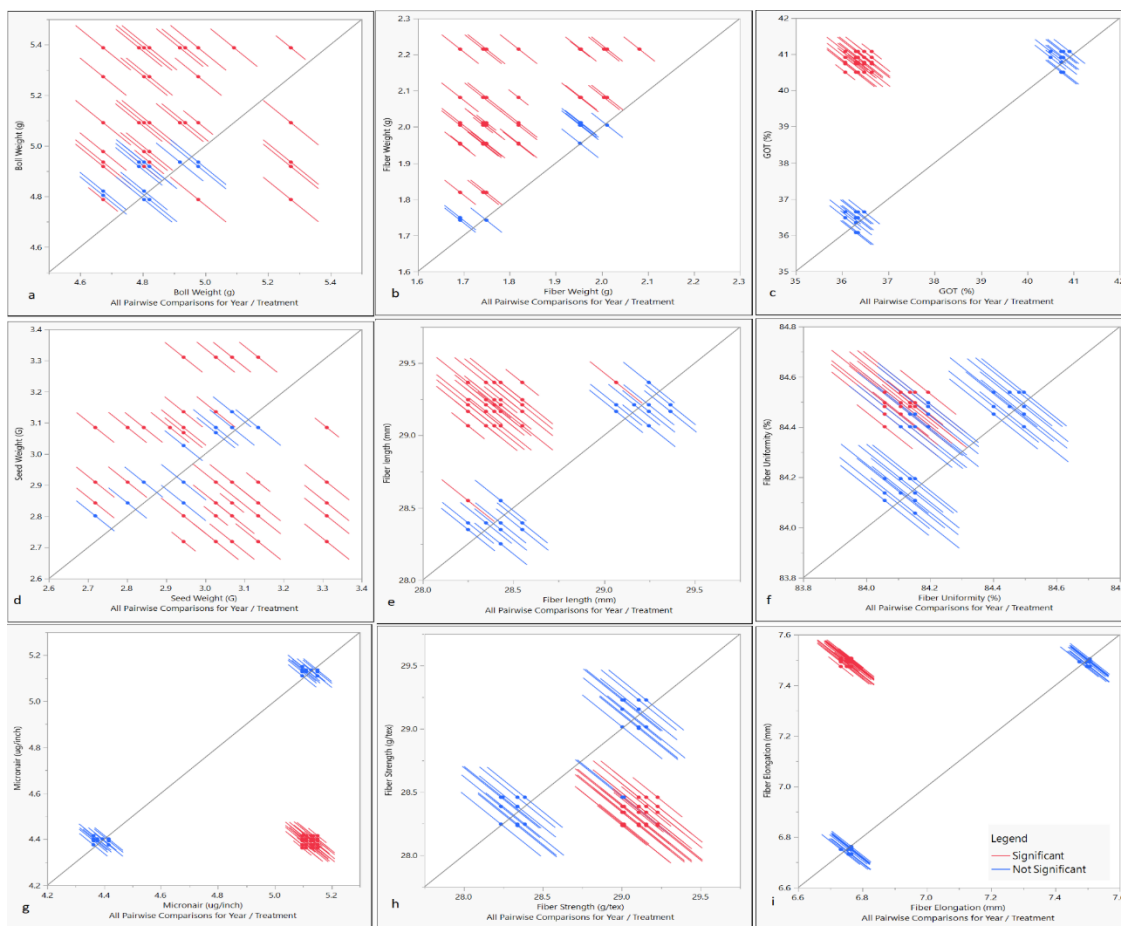 Boll Weight (g)
5.4
5.2
5.0
4.8
4.6
4.6 4.8 5.0 5.2 5.4
Boll Weight (g)
a All Pairwise Comparisons for Year / Treatment
Fiber Weight (g)
2.3
2.2
2.1
2.0
1.9
1.8
1.7
1.6
1.6 1.7 1.8 1.9 2.0 2.1 2.2 2.3
Fiber Weight (g)
b All Pairwise Comparisons for Year / Treatment
GOT (%)
42
41
40
39
38
37
36
35
35 36 37 38 39 40 41 42
GOT (%)
c All Pairwise Comparisons for Year / Treatment
Seed Weight (G)
3.4
3.3
3.2
3.1
3.0
2.9
2.8
2.7
2.6
2.6 2.7 2.8 2.9 3.0 3.1 3.2 3.3 3.4
Seed Weight (G)
d All Pairwise Comparisons for Year / Treatment
Fiber length (mm)
29.5
29.0
28.5
28.0
28.0 28.5 29.0 29.5
Fiber length (mm)
e All Pairwise Comparisons for Year / Treatment
Fiber Uniformity (%)
84.8
84.6
84.4
84.2
84.0
83.8
83.8 84.0 84.2 84.4 84.6 84.
Fiber Uniformity (%)
f All Pairwise Comparisons for Year / Treatment
Micronair (ug/inch)
5.2
5.0
4.8
4.6
4.4
4.2
4.2 4.4 4.6 4.8 5.0 5.2
Micronair (ug/inch)
g All Pairwise Comparisons for Year / Treatment
Fiber Strength (g/tex)
29.5
29.0
28.5
28.0
28.0 28.5 29.0 29.5
Fiber Strength (g/tex)
h All Pairwise Comparisons for Year / Treatment
Fiber Elongation (mm)
7.6
7.4
7.2
7.0
6.8
6.6
Legend
Significant
Not Significant
6.6 6.8 7.0 7.2 7.4 7.6
Fiber Elongation (mm)
i All Pairwise Comparisons for Year / Treatment